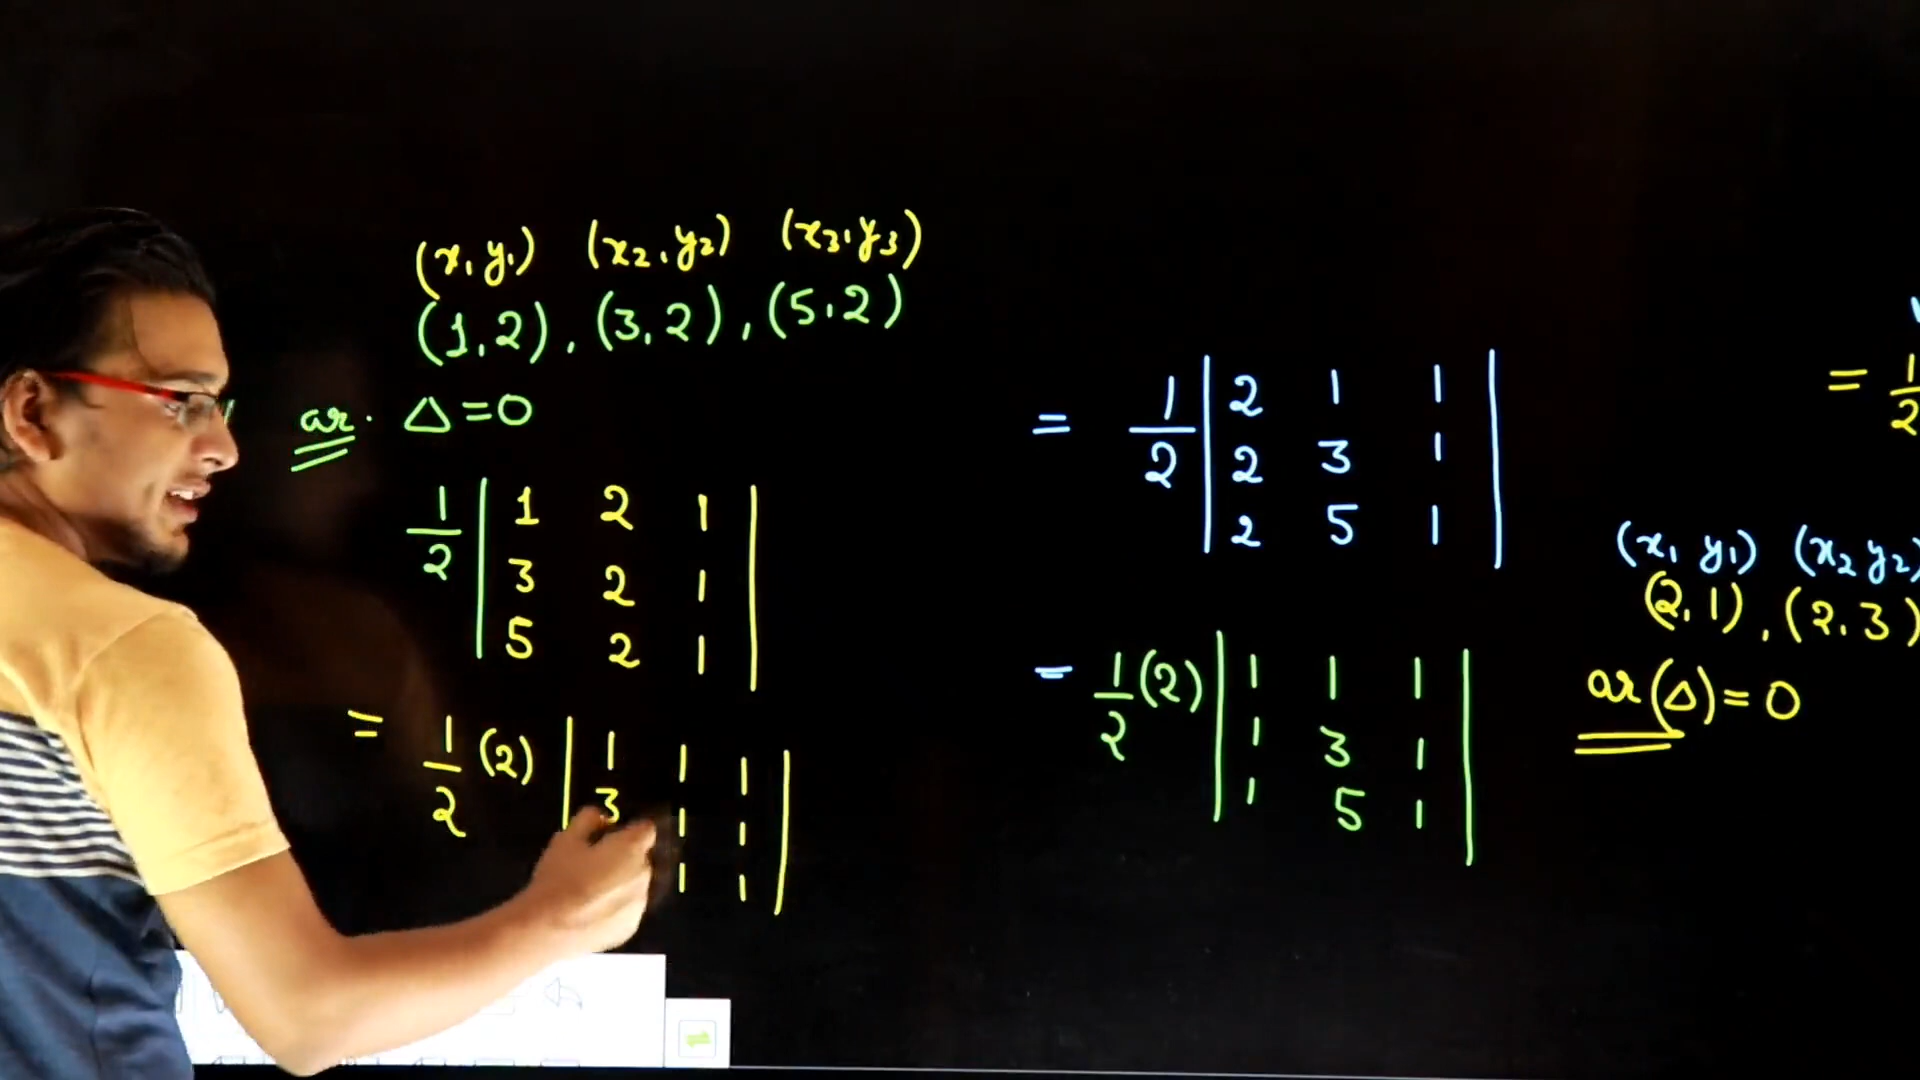 (x₁ y₁) (x₂, y₂) (x₃, y₃)
(1, 2), (3, 2), (5, 2)
ar. Δ = 0
1/2 | 1 2 1 |
| 3 2 1 |
| 5 2 1 |
= 1/2 (2) | 1 1 1 |
3 1 1 |
1 1 |
= 1/2 | 2 1 1 |
| 2 3 1 |
| 2 5 1 |
= 1/2 (2) | 1 1 1 |
| 1 3 1 |
| 1 5 1 |
= 1/2
(x₁ y₁) (x₂ y₂)
(2, 1), (2, 3)
ar (Δ) = 0